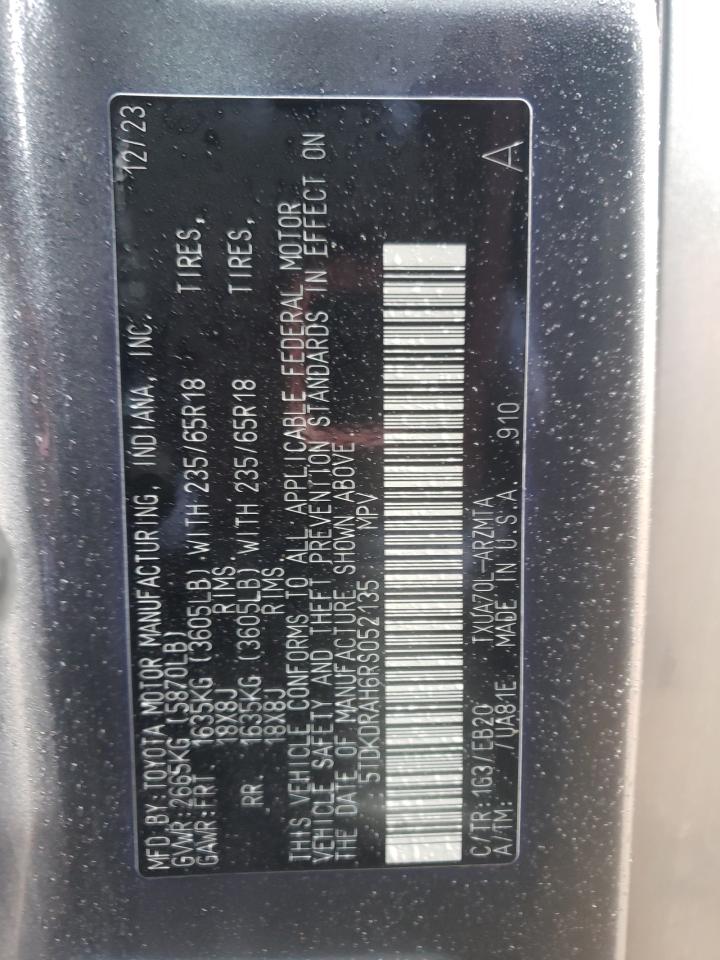 MFD BY: TOYOTA MOTOR MANUFACTURING, INDIANA, INC. 12/23
GVWR: 2665KG (5870LB)
GAWR: FRT 1635KG (3605LB) WITH 235/65R18 TIRES,
18X8J RIMS.
RR. 1635KG (3605LB) WITH 235/65R18 TIRES,
18X8J RIMS.
THIS VEHICLE CONFORMS TO ALL APPLICABLE FEDERAL MOTOR
VEHICLE SAFETY AND THEFT PREVENTION STANDARDS IN EFFECT ON
THE DATE OF MANUFACTURE SHOWN ABOVE.
5TDKDRAH6RS052135 MPV
C/TR: 1G3/EB20 TXUA70L-ARZMTA
A/TM: /UA81E MADE IN U.S.A. 910 A